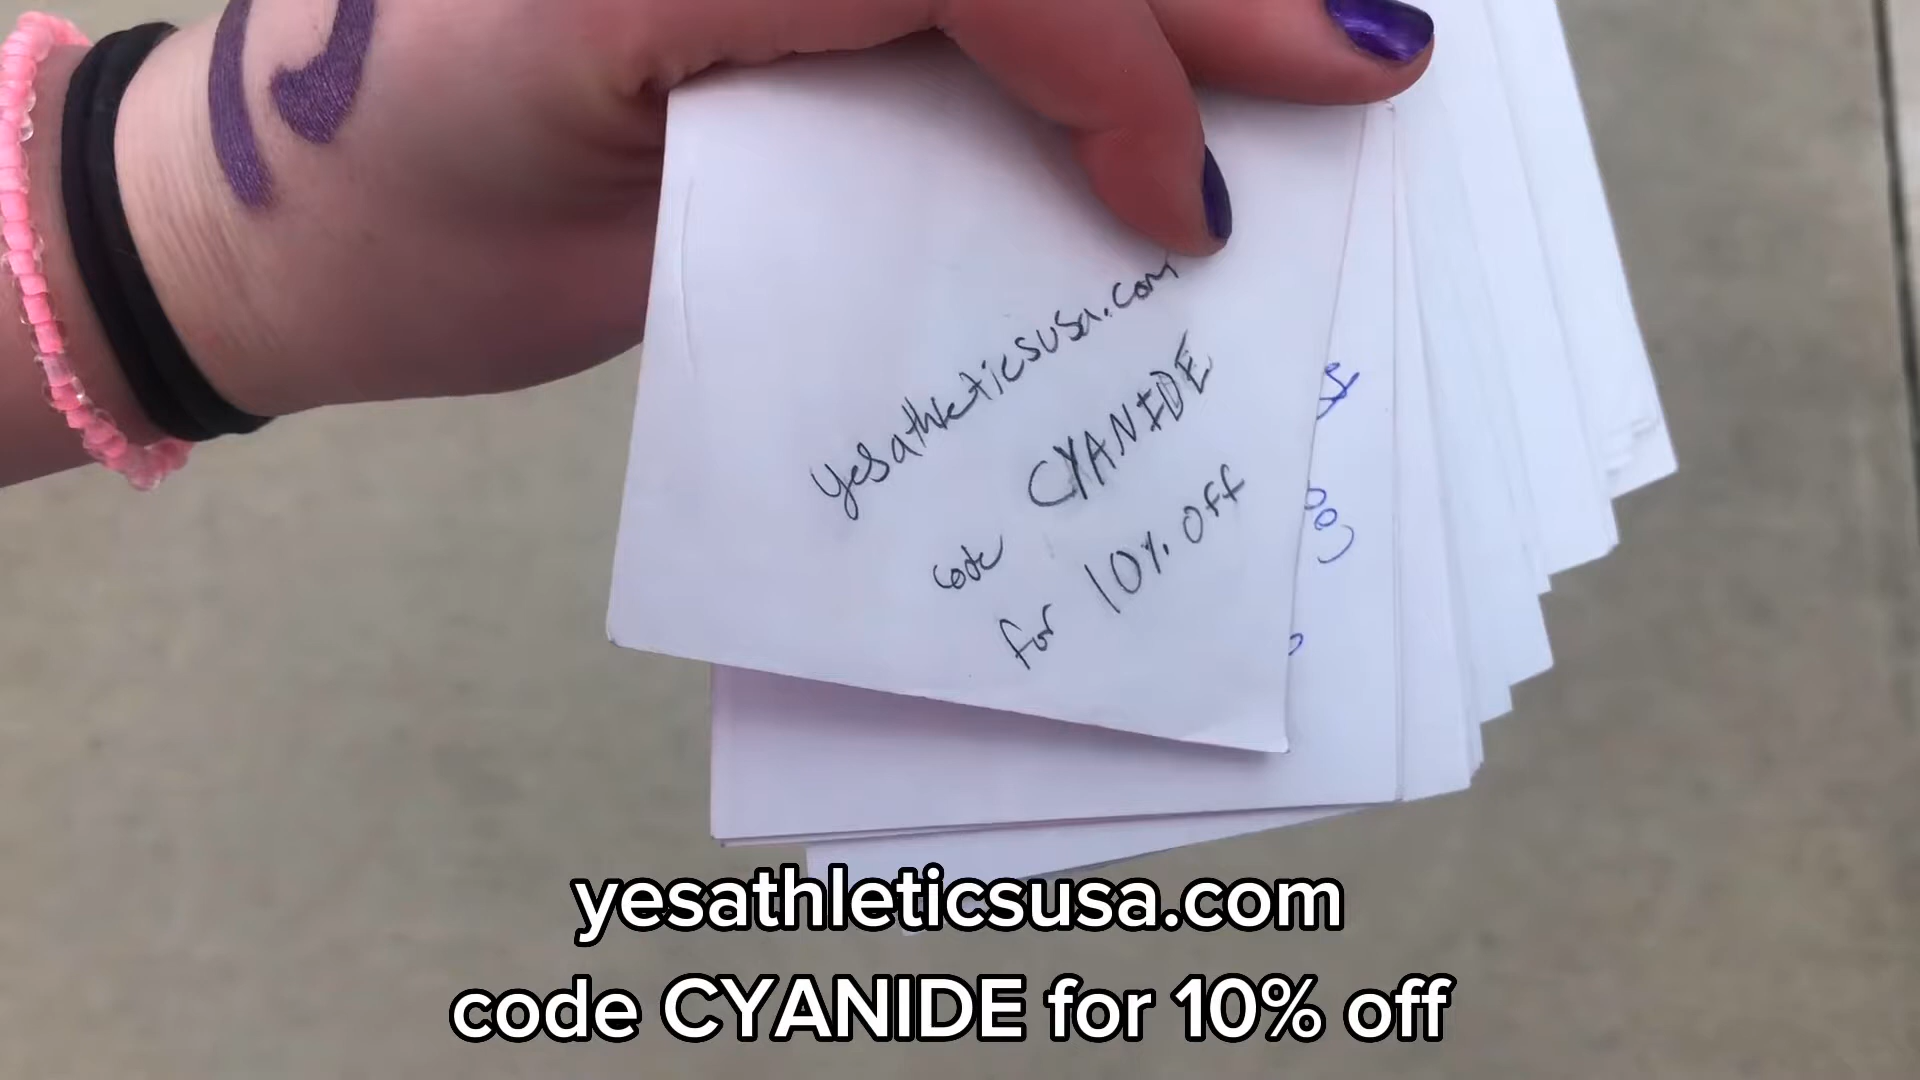 yesathleticsusa.com
code CYANIDE
for 10% off
yesathleticsusa.com
code CYANIDE for 10% off